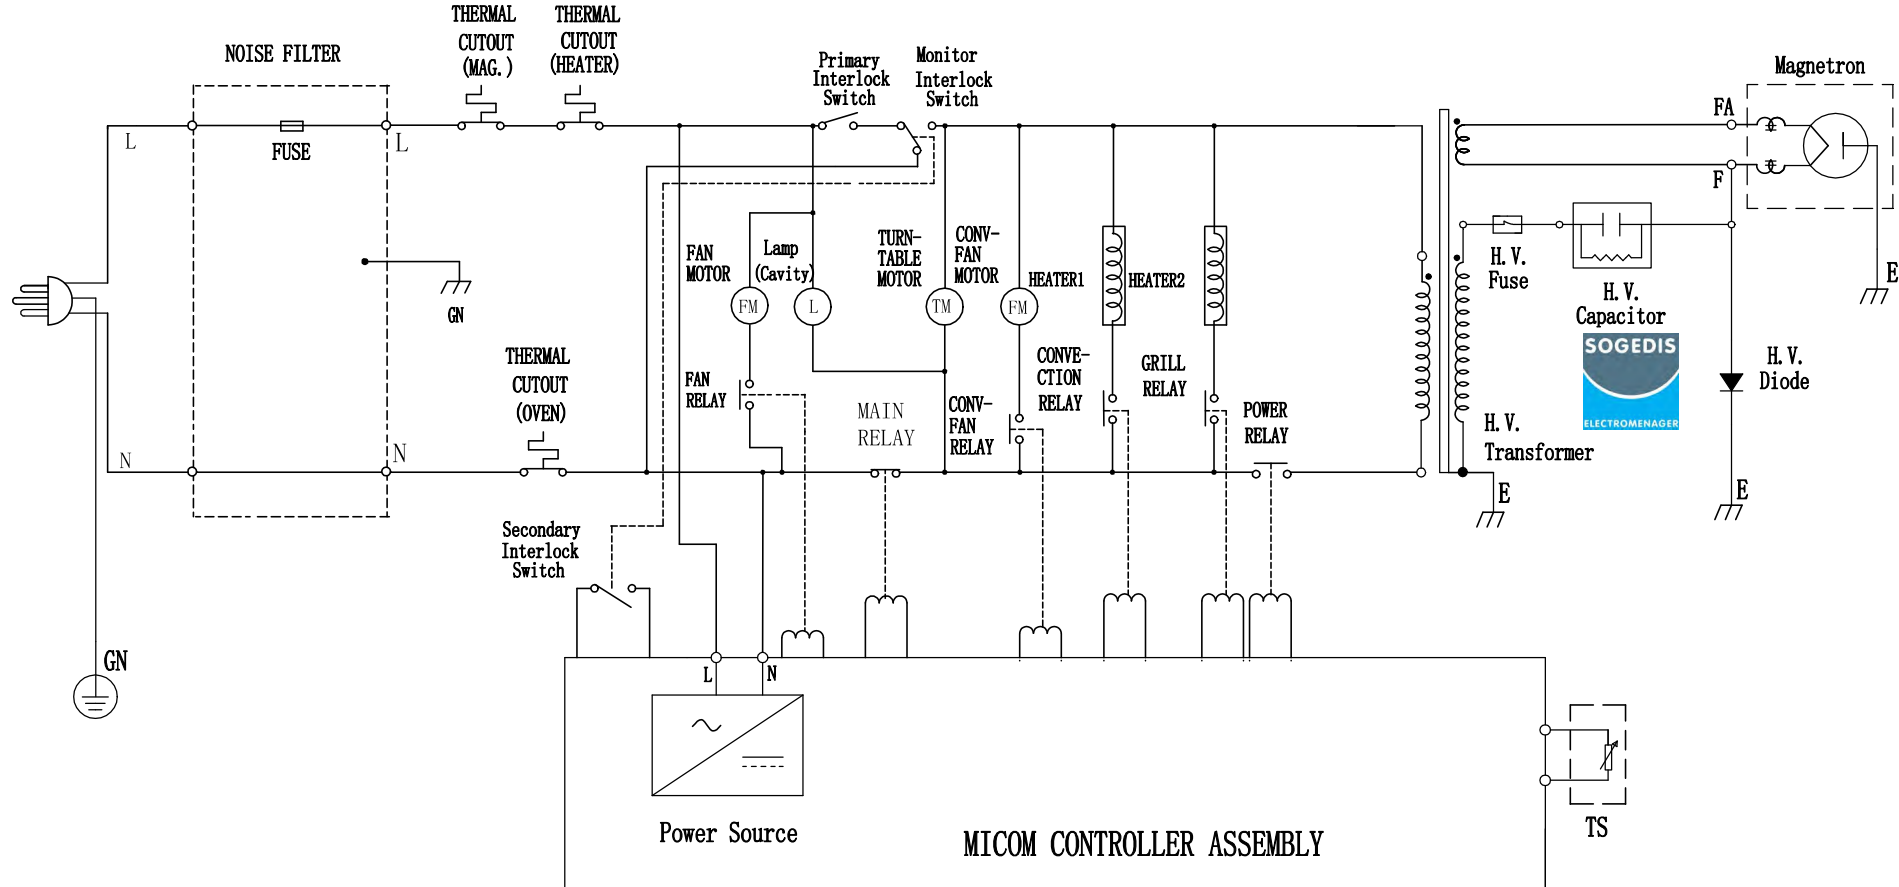 THERMAL
CUTOUT
(MAG.)
THERMAL
CUTOUT
(HEATER)
NOISE FILTER
Primary
Interlock
Switch
Monitor
Interlock
Switch
Magnetron
FA
L
FUSE
L
F
FAN
MOTOR
Lamp
(Cavity)
TURN-
TABLE
MOTOR
CONV-
FAN
MOTOR
HEATER1
HEATER2
H.V.
Fuse
H.V.
Capacitor
E
FM
L
TM
FM
GN
SOGEDIS
ELECTROMENAGER
H.V.
Diode
THERMAL
CUTOUT
(OVEN)
FAN
RELAY
MAIN
RELAY
CONV-
FAN
RELAY
CONVE-
CTION
RELAY
GRILL
RELAY
POWER
RELAY
H.V.
Transformer
N
N
E
E
Secondary
Interlock
Switch
GN
L
N
Power Source
MICOM CONTROLLER ASSEMBLY
TS